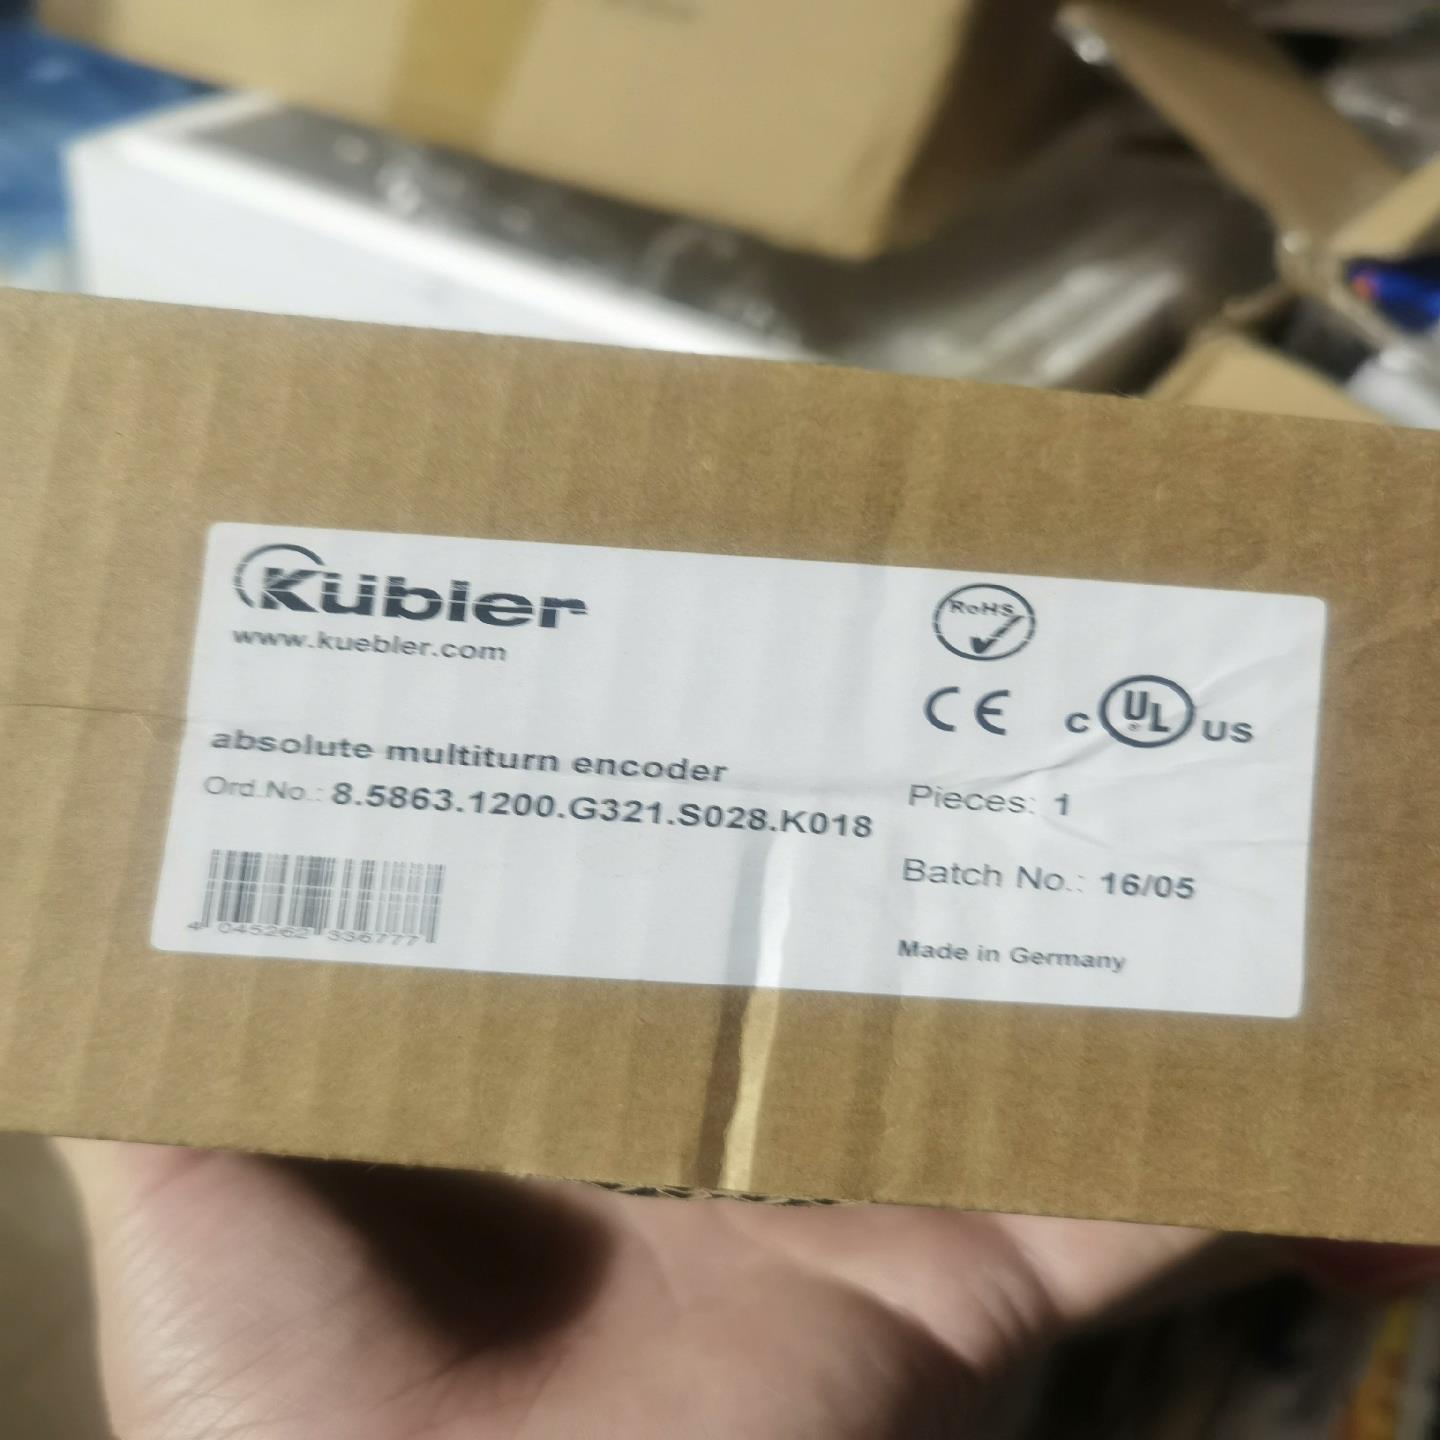 Kübler
www.kuebler.com
RoHS
CE
c UL US
absolute multiturn encoder
Ord.No.: 8.5863.1200.G321.S028.K018
Pieces: 1
Batch No.: 16/05
4 045262 336777
Made in Germany